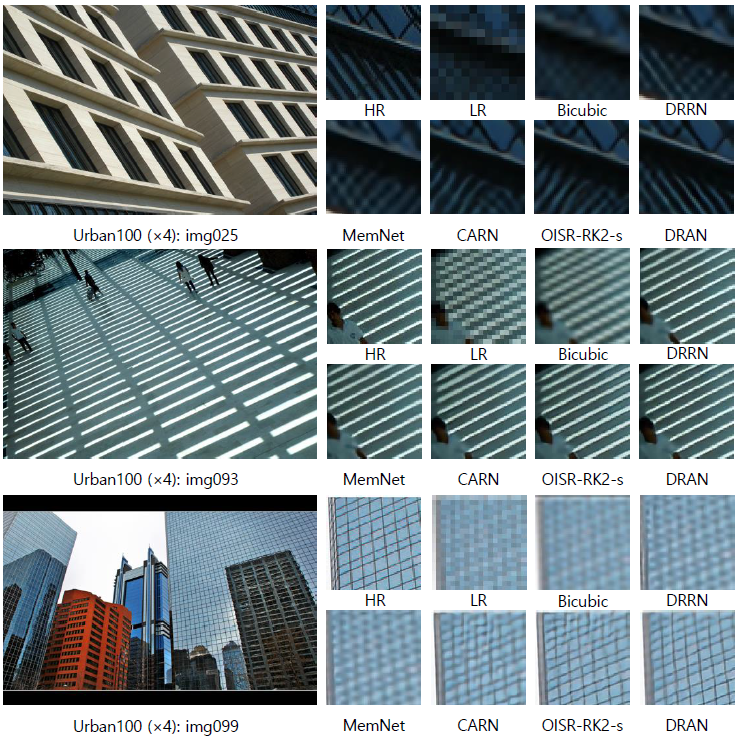 HR LR Bicubic DRRN
Urban100 (×4): img025 MemNet CARN OISR-RK2-s DRAN
HR LR Bicubic DRRN
Urban100 (×4): img093 MemNet CARN OISR-RK2-s DRAN
HR LR Bicubic DRRN
Urban100 (×4): img099 MemNet CARN OISR-RK2-s DRAN